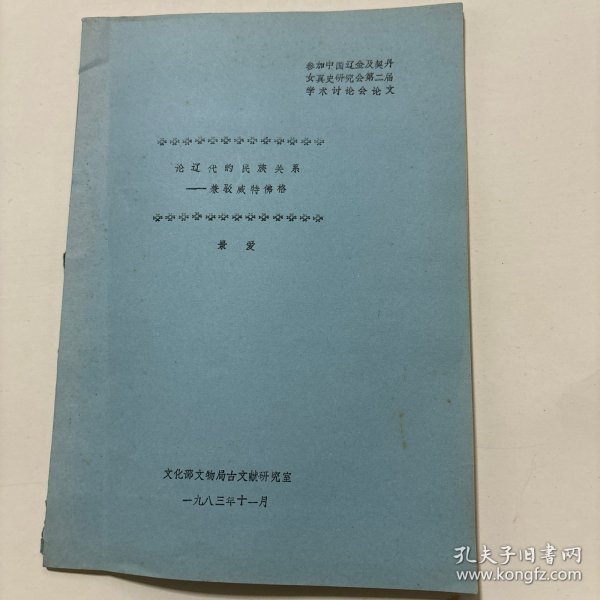 参加中国辽金及契丹
女真史研究会第二届
学术讨论会论文
论辽代的民族关系
——兼驳威特佛格
景爱
文化部文物局古文献研究室
一九八三年十一月
孔夫子旧书网
www.kongfz.com